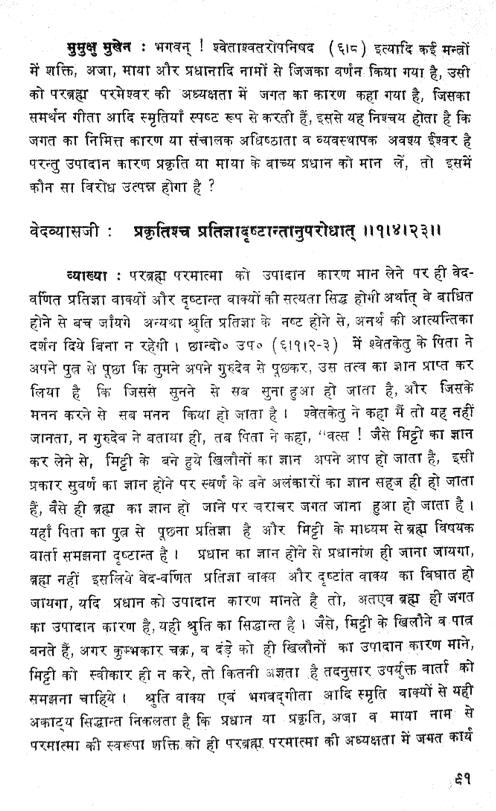 मुमुक्षु मुखेन : भगवन् ! श्वेताश्वतरोपनिषद (६।८) इत्यादि कई मन्त्रों
में शक्ति, अजा, माया और प्रधानादि नामों से जिजका वर्णन किया गया है, उसी
को परब्रह्म परमेश्वर की अध्यक्षता में जगत का कारण कहा गया है, जिसका
समर्थन गीता आदि स्मृतियाँ स्पष्ट रूप से करती हैं, इससे यह निश्चय होता है कि
जगत का निमित्त कारण या संचालक अधिष्ठाता व व्यवस्थापक अवश्य ईश्वर है
परन्तु उपादान कारण प्रकृति या माया के वाच्य प्रधान को मान लें, तो इसमें
कौन सा विरोध उत्पन्न होगा है ?
वेदव्यासजी : प्रकृतिश्च प्रतिज्ञादृष्टान्तानुपरोधात् ॥१।४।२३॥
व्याख्या : परब्रह्म परमात्मा को उपादान कारण मान लेने पर ही वेद-
वर्णित प्रतिज्ञा वाक्यों और दृष्टान्त वाक्यों की सत्यता सिद्ध होगी अर्थात् वे बाधित
होने से बच जाँयगे अन्यथा श्रुति प्रतिज्ञा के नष्ट होने से, अनर्थ की आत्यन्तिका
दर्शन दिये बिना न रहेगी । छान्दो० उप० (६।१।२-३) में श्वेतकेतु के पिता ने
अपने पुत्र से पूछा कि तुमने अपने गुरुदेव से पूछकर, उस तत्व का ज्ञान प्राप्त कर
लिया है कि जिससे सुनने से सब सुना हुआ हो जाता है, और जिसके
मनन करने से सब मनन किया हो जाता है । श्वेतकेतु ने कहा मैं तो यह नहीं
जानता, न गुरुदेव ने बताया ही, तब पिता ने कहा, "वत्स ! जैसे मिट्टी का ज्ञान
कर लेने से, मिट्टी के बने हुये खिलौनों का ज्ञान अपने आप हो जाता है, इसी
प्रकार सुवर्ण का ज्ञान होने पर स्वर्ण के बने अलंकारों का ज्ञान सहज ही हो जाता
हैं, वैसे ही ब्रह्म का ज्ञान हो जाने पर चराचर जगत जाना हुआ हो जाता है ।
यहाँ पिता का पुत्र से पूछना प्रतिज्ञा है और मिट्टी के माध्यम से ब्रह्म विषयक
वार्ता समझना दृष्टान्त है । प्रधान का ज्ञान होने से प्रधानांश ही जाना जायगा,
ब्रह्म नहीं इसलिये वेद-वर्णित प्रतिज्ञा वाक्य और दृष्टांत वाक्य का विघात हो
जायगा, यदि प्रधान को उपादान कारण मानते है तो, अतएव ब्रह्म ही जगत
का उपादान कारण है, यही श्रुति का सिद्धान्त है । जैसे, मिट्टी के खिलौने व पात्र
बनते हैं, अगर कुम्भकार चक्र, व दंड़े को ही खिलौनों का उपादान कारण माने,
मिट्टी को स्वीकार ही न करे, तो कितनी अज्ञता है तदनुसार उपर्युक्त वार्ता को
समझना चाहिये । श्रुति वाक्य एवं भगवद्गीता आदि स्मृति वाक्यों से यही
अकाट्य सिद्धान्त निकलता है कि प्रधान या प्रकृति, अजा व माया नाम से
परमात्मा की स्वरूपा शक्ति को ही परब्रह्म परमात्मा की अध्यक्षता में जगत कार्य
९१